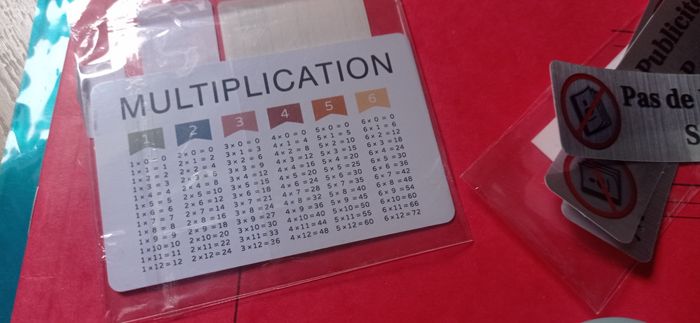 MULTIPLICATION
1 2 3 4 5 6
1×0 = 0 2×0 = 0 3×0 = 0 4×0 = 0 5×0 = 0 6×0 = 0
1×1 = 1 2×1 = 2 3×1 = 3 4×1 = 4 5×1 = 5 6×1 = 6
1×2 = 2 2×2 = 4 3×2 = 6 4×2 = 8 5×2 = 10 6×2 = 12
1×3 = 3 2×3 = 6 3×3 = 9 4×3 = 12 5×3 = 15 6×3 = 18
1×4 = 4 2×4 = 8 3×4 = 12 4×4 = 16 5×4 = 20 6×4 = 24
1×5 = 5 2×5 = 10 3×5 = 15 4×5 = 20 5×5 = 25 6×5 = 30
1×6 = 6 2×6 = 12 3×6 = 18 4×6 = 24 5×6 = 30 6×6 = 36
1×7 = 7 2×7 = 14 3×7 = 21 4×7 = 28 5×7 = 35 6×7 = 42
1×8 = 8 2×8 = 16 3×8 = 24 4×8 = 32 5×8 = 40 6×8 = 48
1×9 = 9 2×9 = 18 3×9 = 27 4×9 = 36 5×9 = 45 6×9 = 54
1×10 = 10 2×10 = 20 3×10 = 30 4×10 = 40 5×10 = 50 6×10 = 60
1×11 = 11 2×11 = 22 3×11 = 33 4×11 = 44 5×11 = 55 6×11 = 66
1×12 = 12 2×12 = 24 3×12 = 36 4×12 = 48 5×12 = 60 6×12 = 72
Publicit
P
Pas de
S